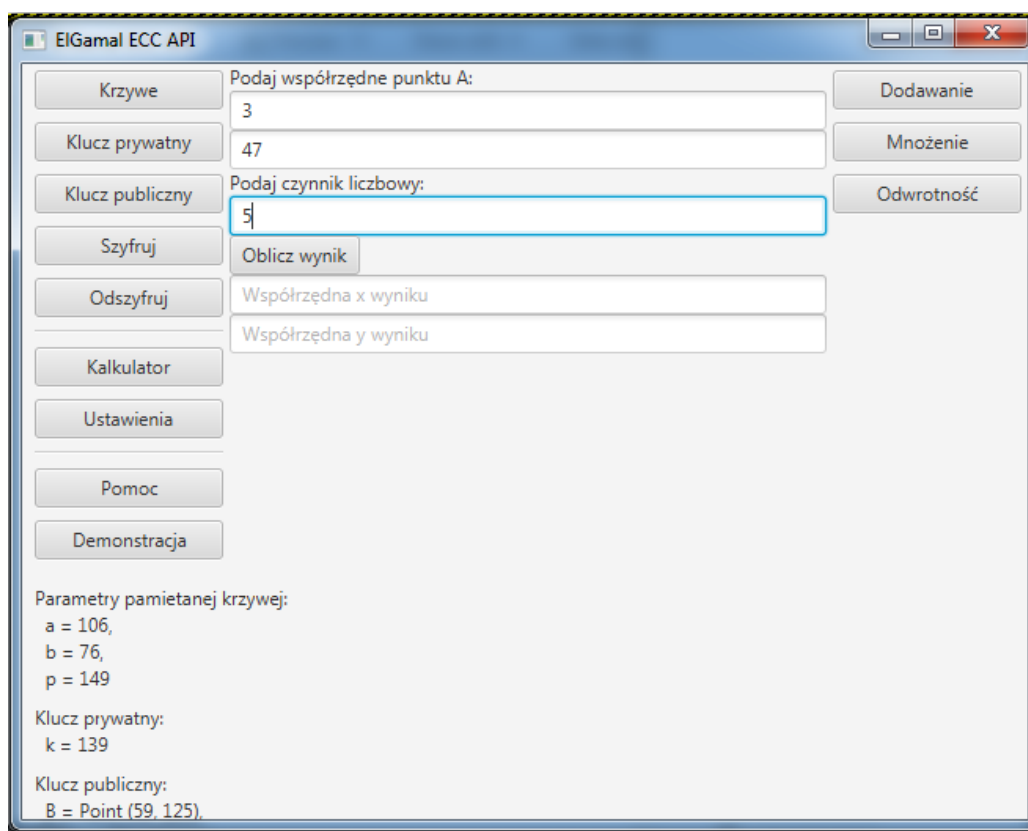 ElGamal ECC API
Krzywe
Klucz prywatny
Klucz publiczny
Szyfruj
Odszyfruj
Kalkulator
Ustawienia
Pomoc
Demonstracja
Podaj współrzędne punktu A:
3
47
Podaj czynnik liczbowy:
5
Oblicz wynik
Współrzędna x wyniku
Współrzędna y wyniku
Dodawanie
Mnożenie
Odwrotność
Parametry pamietanej krzywej:
a = 106,
b = 76,
p = 149
Klucz prywatny:
k = 139
Klucz publiczny:
B = Point (59, 125),